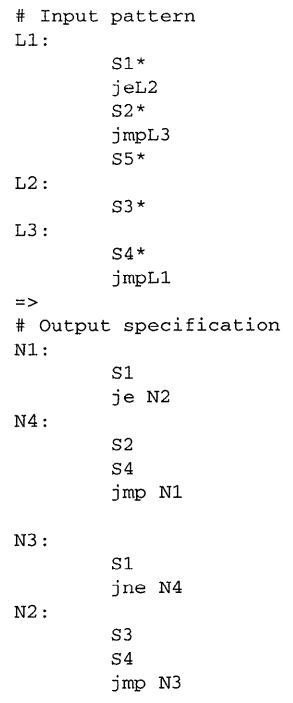 # Input pattern
L1:
S1*
jeL2
S2*
jmpL3
S5*
L2:
S3*
L3:
S4*
jmpL1
=>
# Output specification
N1:
S1
je N2
N4:
S2
S4
jmp N1
N3:
S1
jne N4
N2:
S3
S4
jmp N3